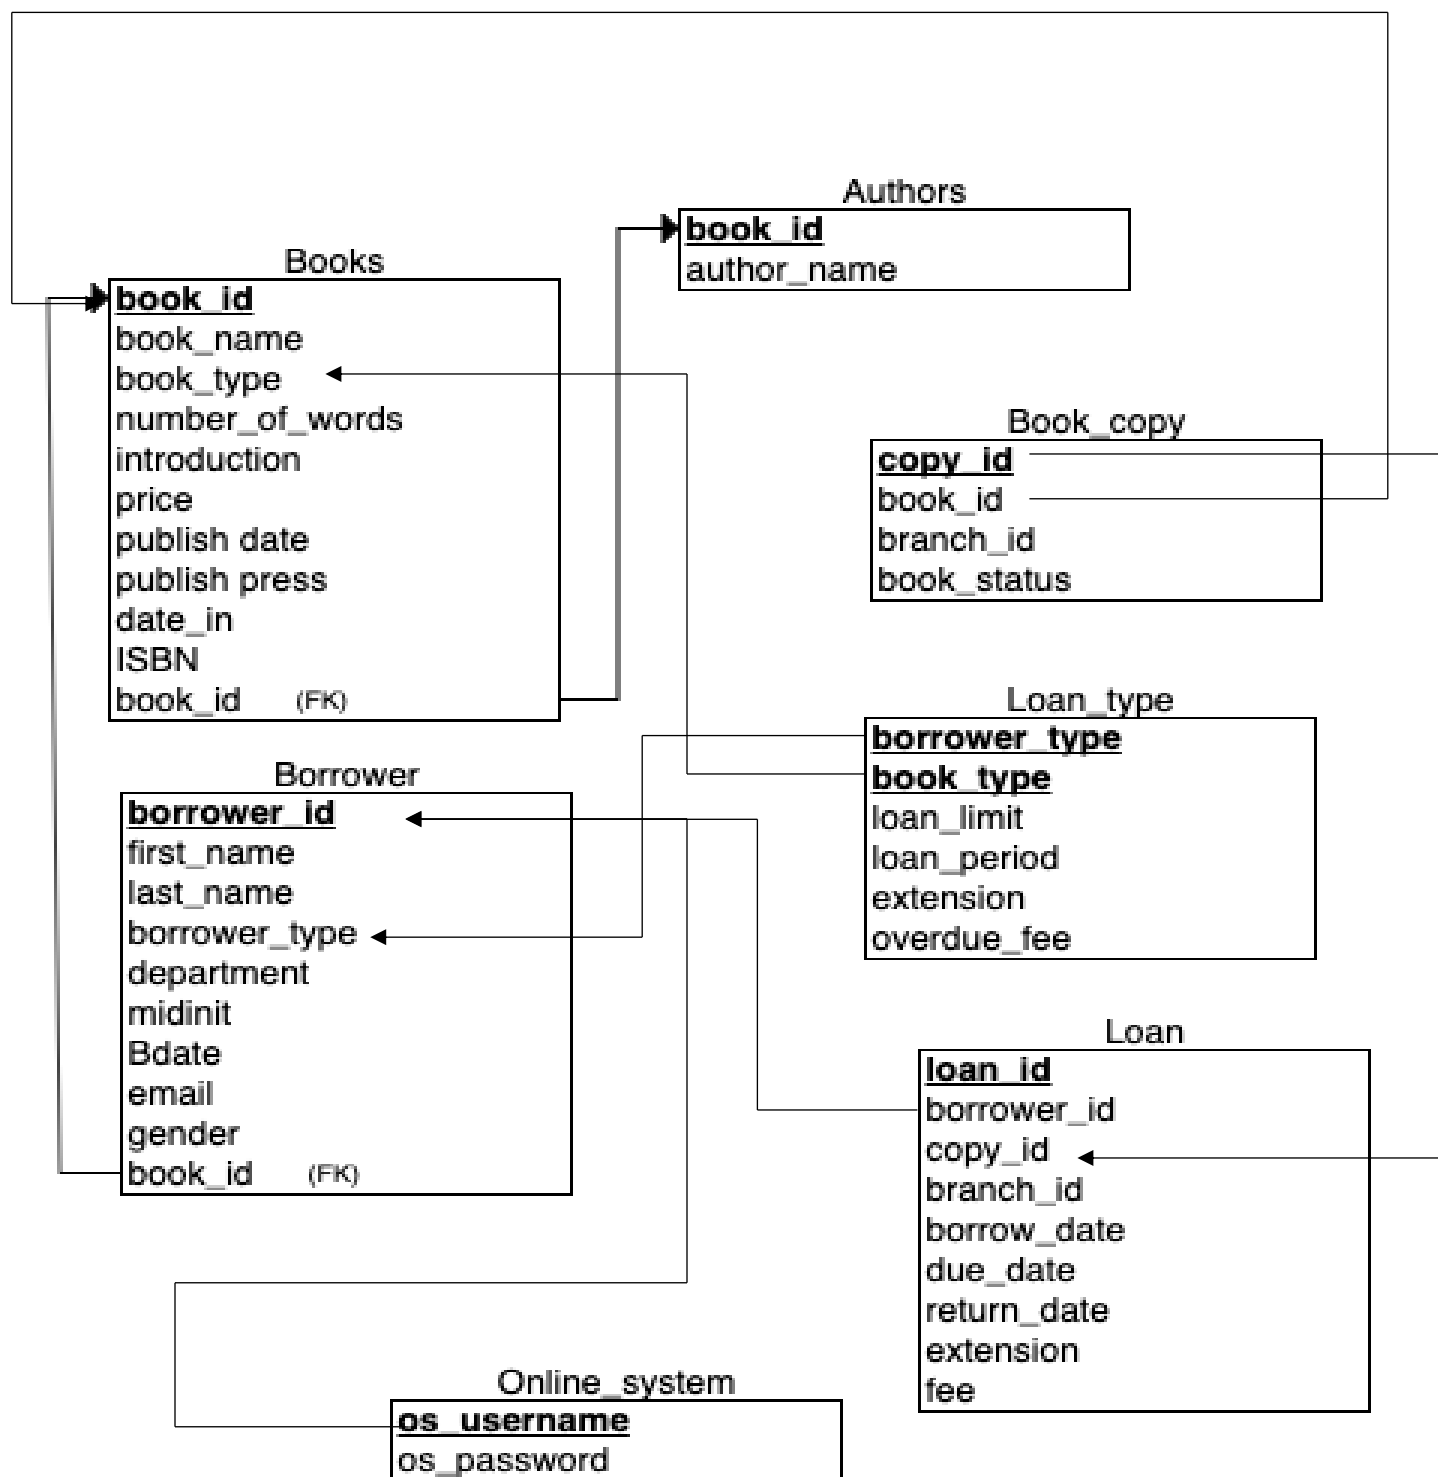 Authors
book_id
author_name
Books
book_id
book_name
book_type
number_of_words
introduction
price
publish date
publish press
date_in
ISBN
book_id (FK)
Book_copy
copy_id
book_id
branch_id
book_status
Loan_type
borrower_type
book_type
loan_limit
loan_period
extension
overdue_fee
Borrower
borrower_id
first_name
last_name
borrower_type
department
midinit
Bdate
email
gender
book_id (FK)
Loan
loan_id
borrower_id
copy_id
branch_id
borrow_date
due_date
return_date
extension
fee
Online_system
os_username
os_password